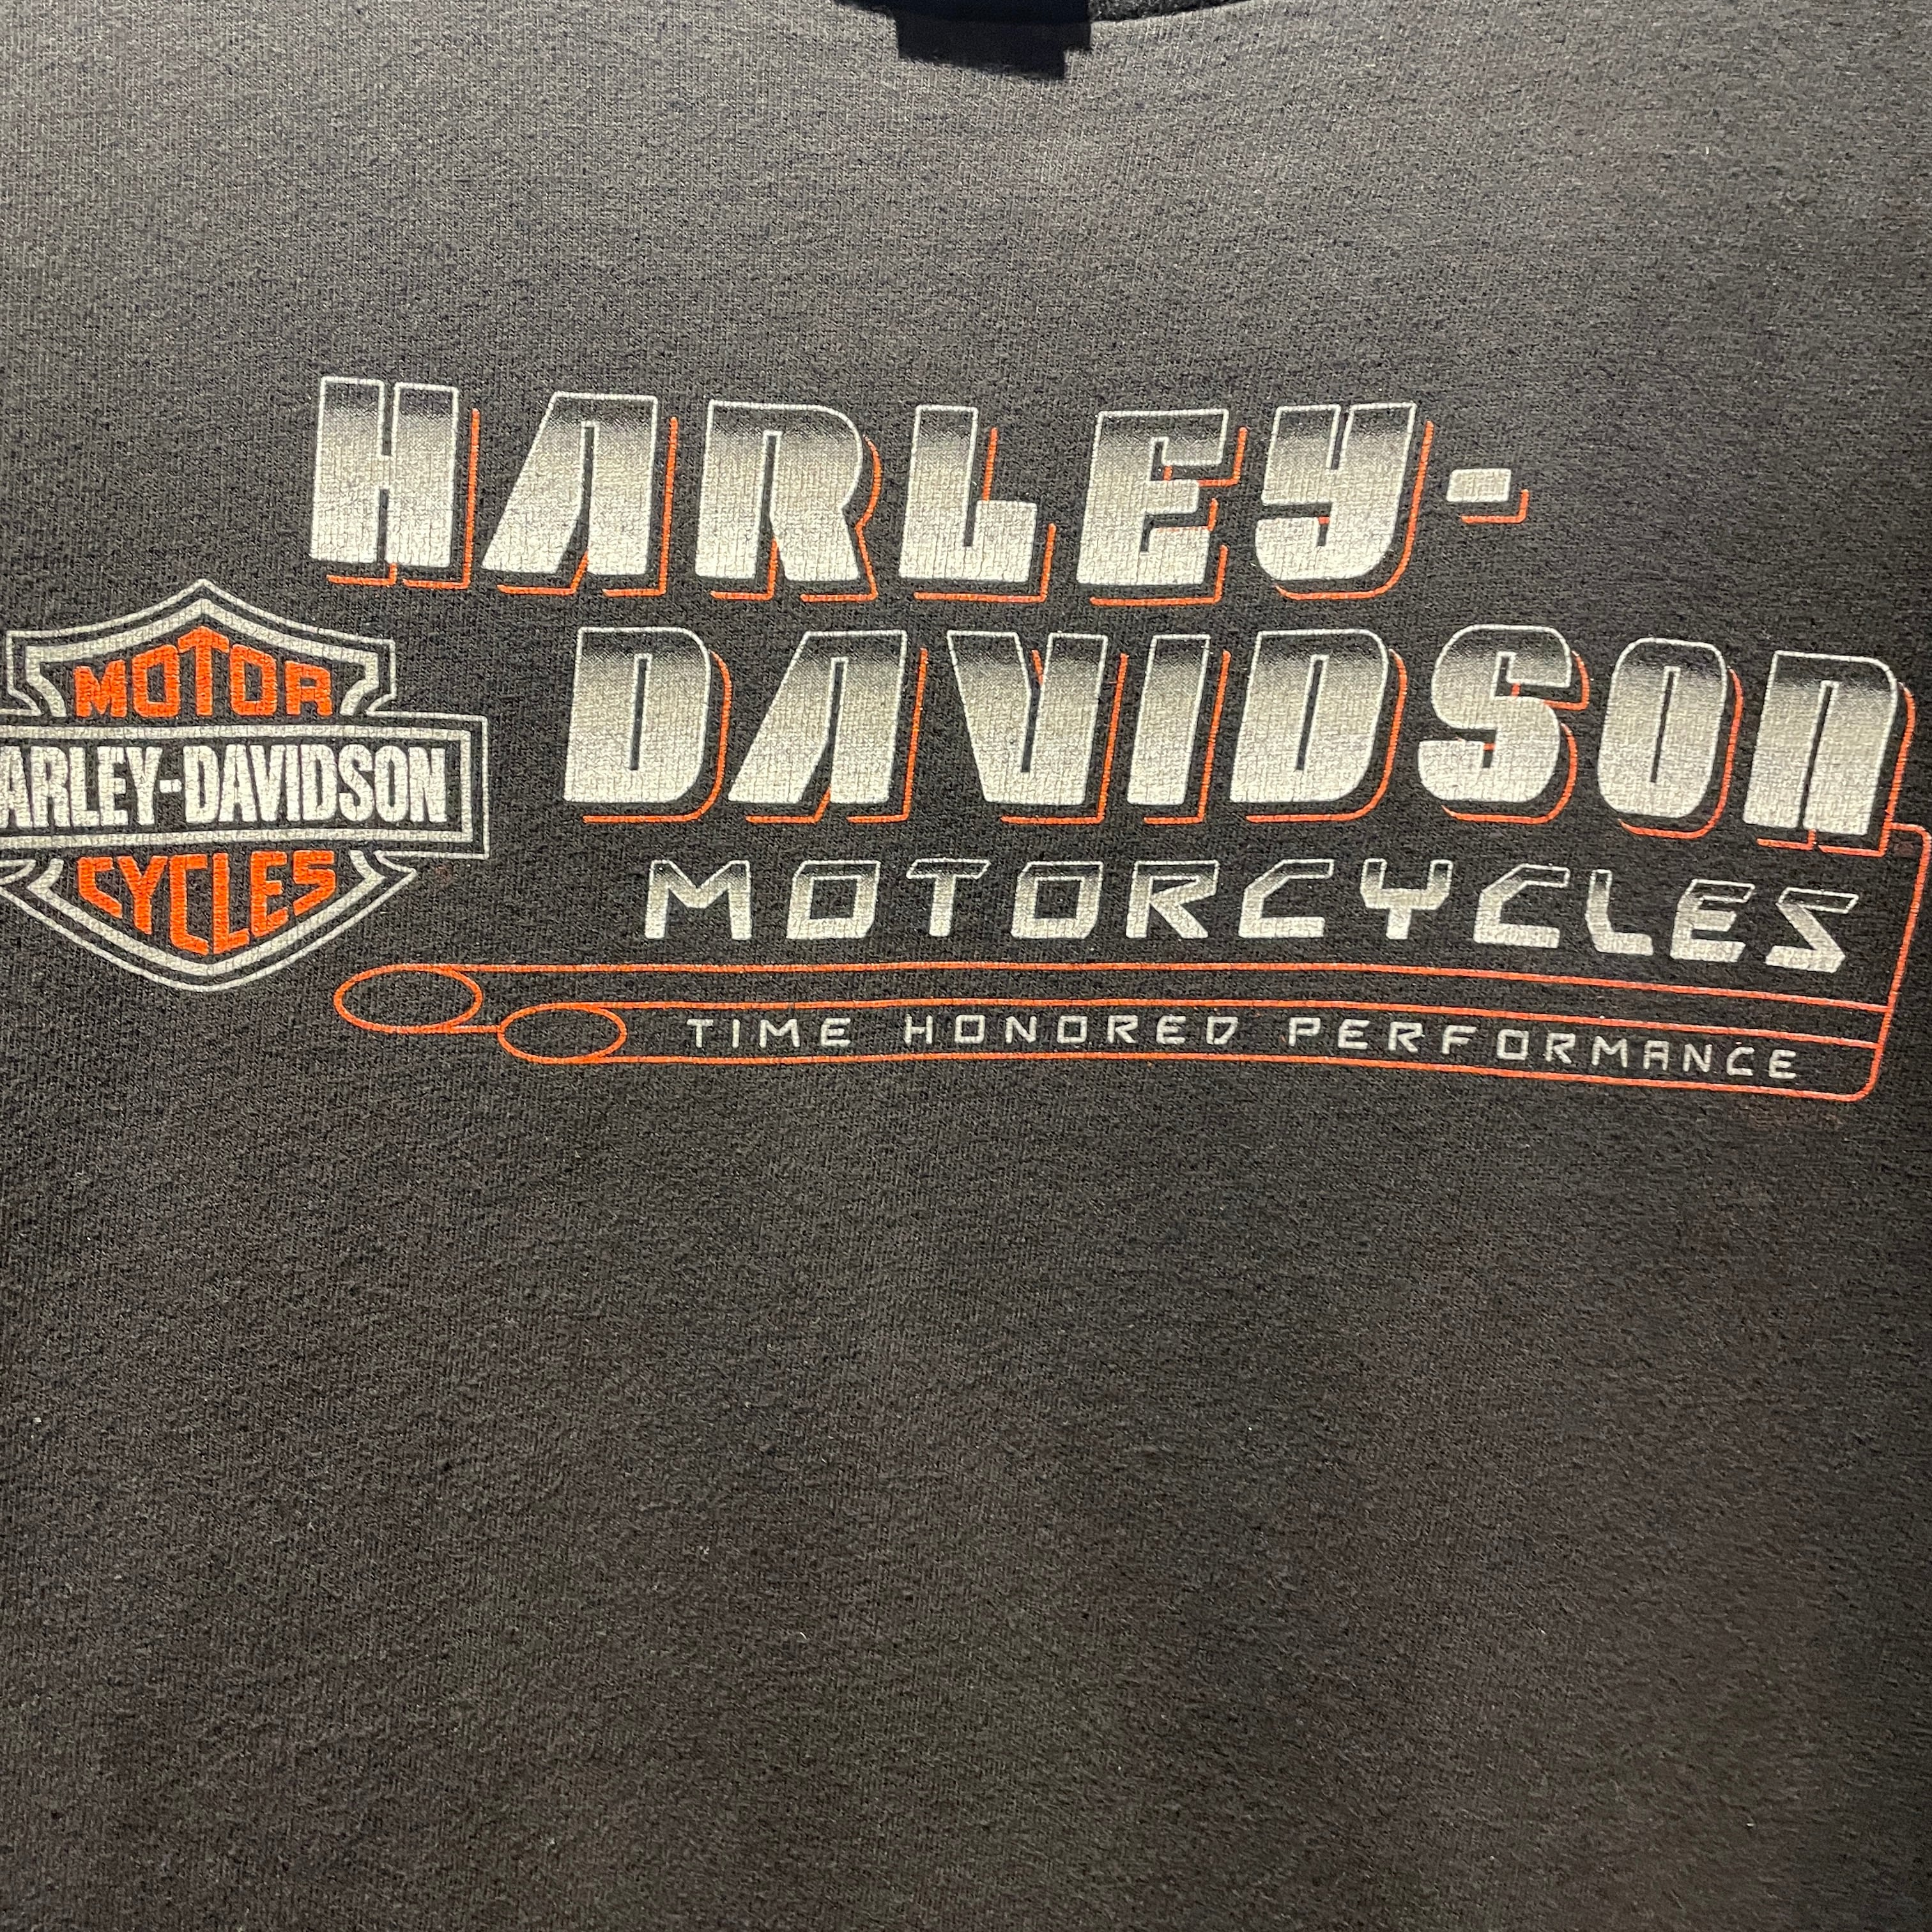 HARLEY-
DAVIDSON
MOTORCYCLES
TIME HONORED PERFORMANCE
MOTOR
ARLEY-DAVIDSON
CYCLES